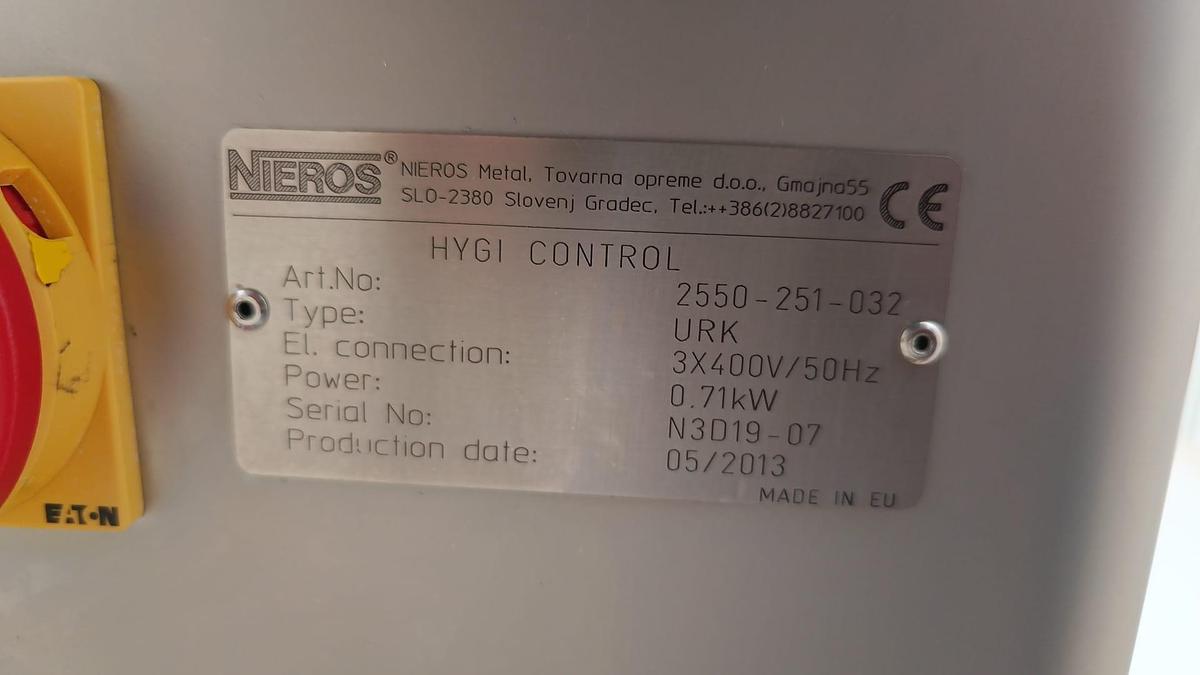 NIEROS® NIEROS Metal, Tovarna opreme d.o.o., Gmajna55
SLO-2380 Slovenj Gradec, Tel.:++386(2)8827100 CE
HYGI CONTROL
Art.No: 2550-251-032
Type: URK
El. connection: 3X400V/50Hz
Power: 0.71kW
Serial No: N3D19-07
Production date: 05/2013
MADE IN EU
EATON